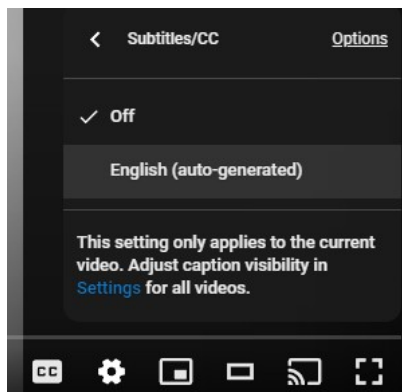 Subtitles/CC Options
Off
English (auto-generated)
This setting only applies to the current
video. Adjust caption visibility in
Settings for all videos.
CC